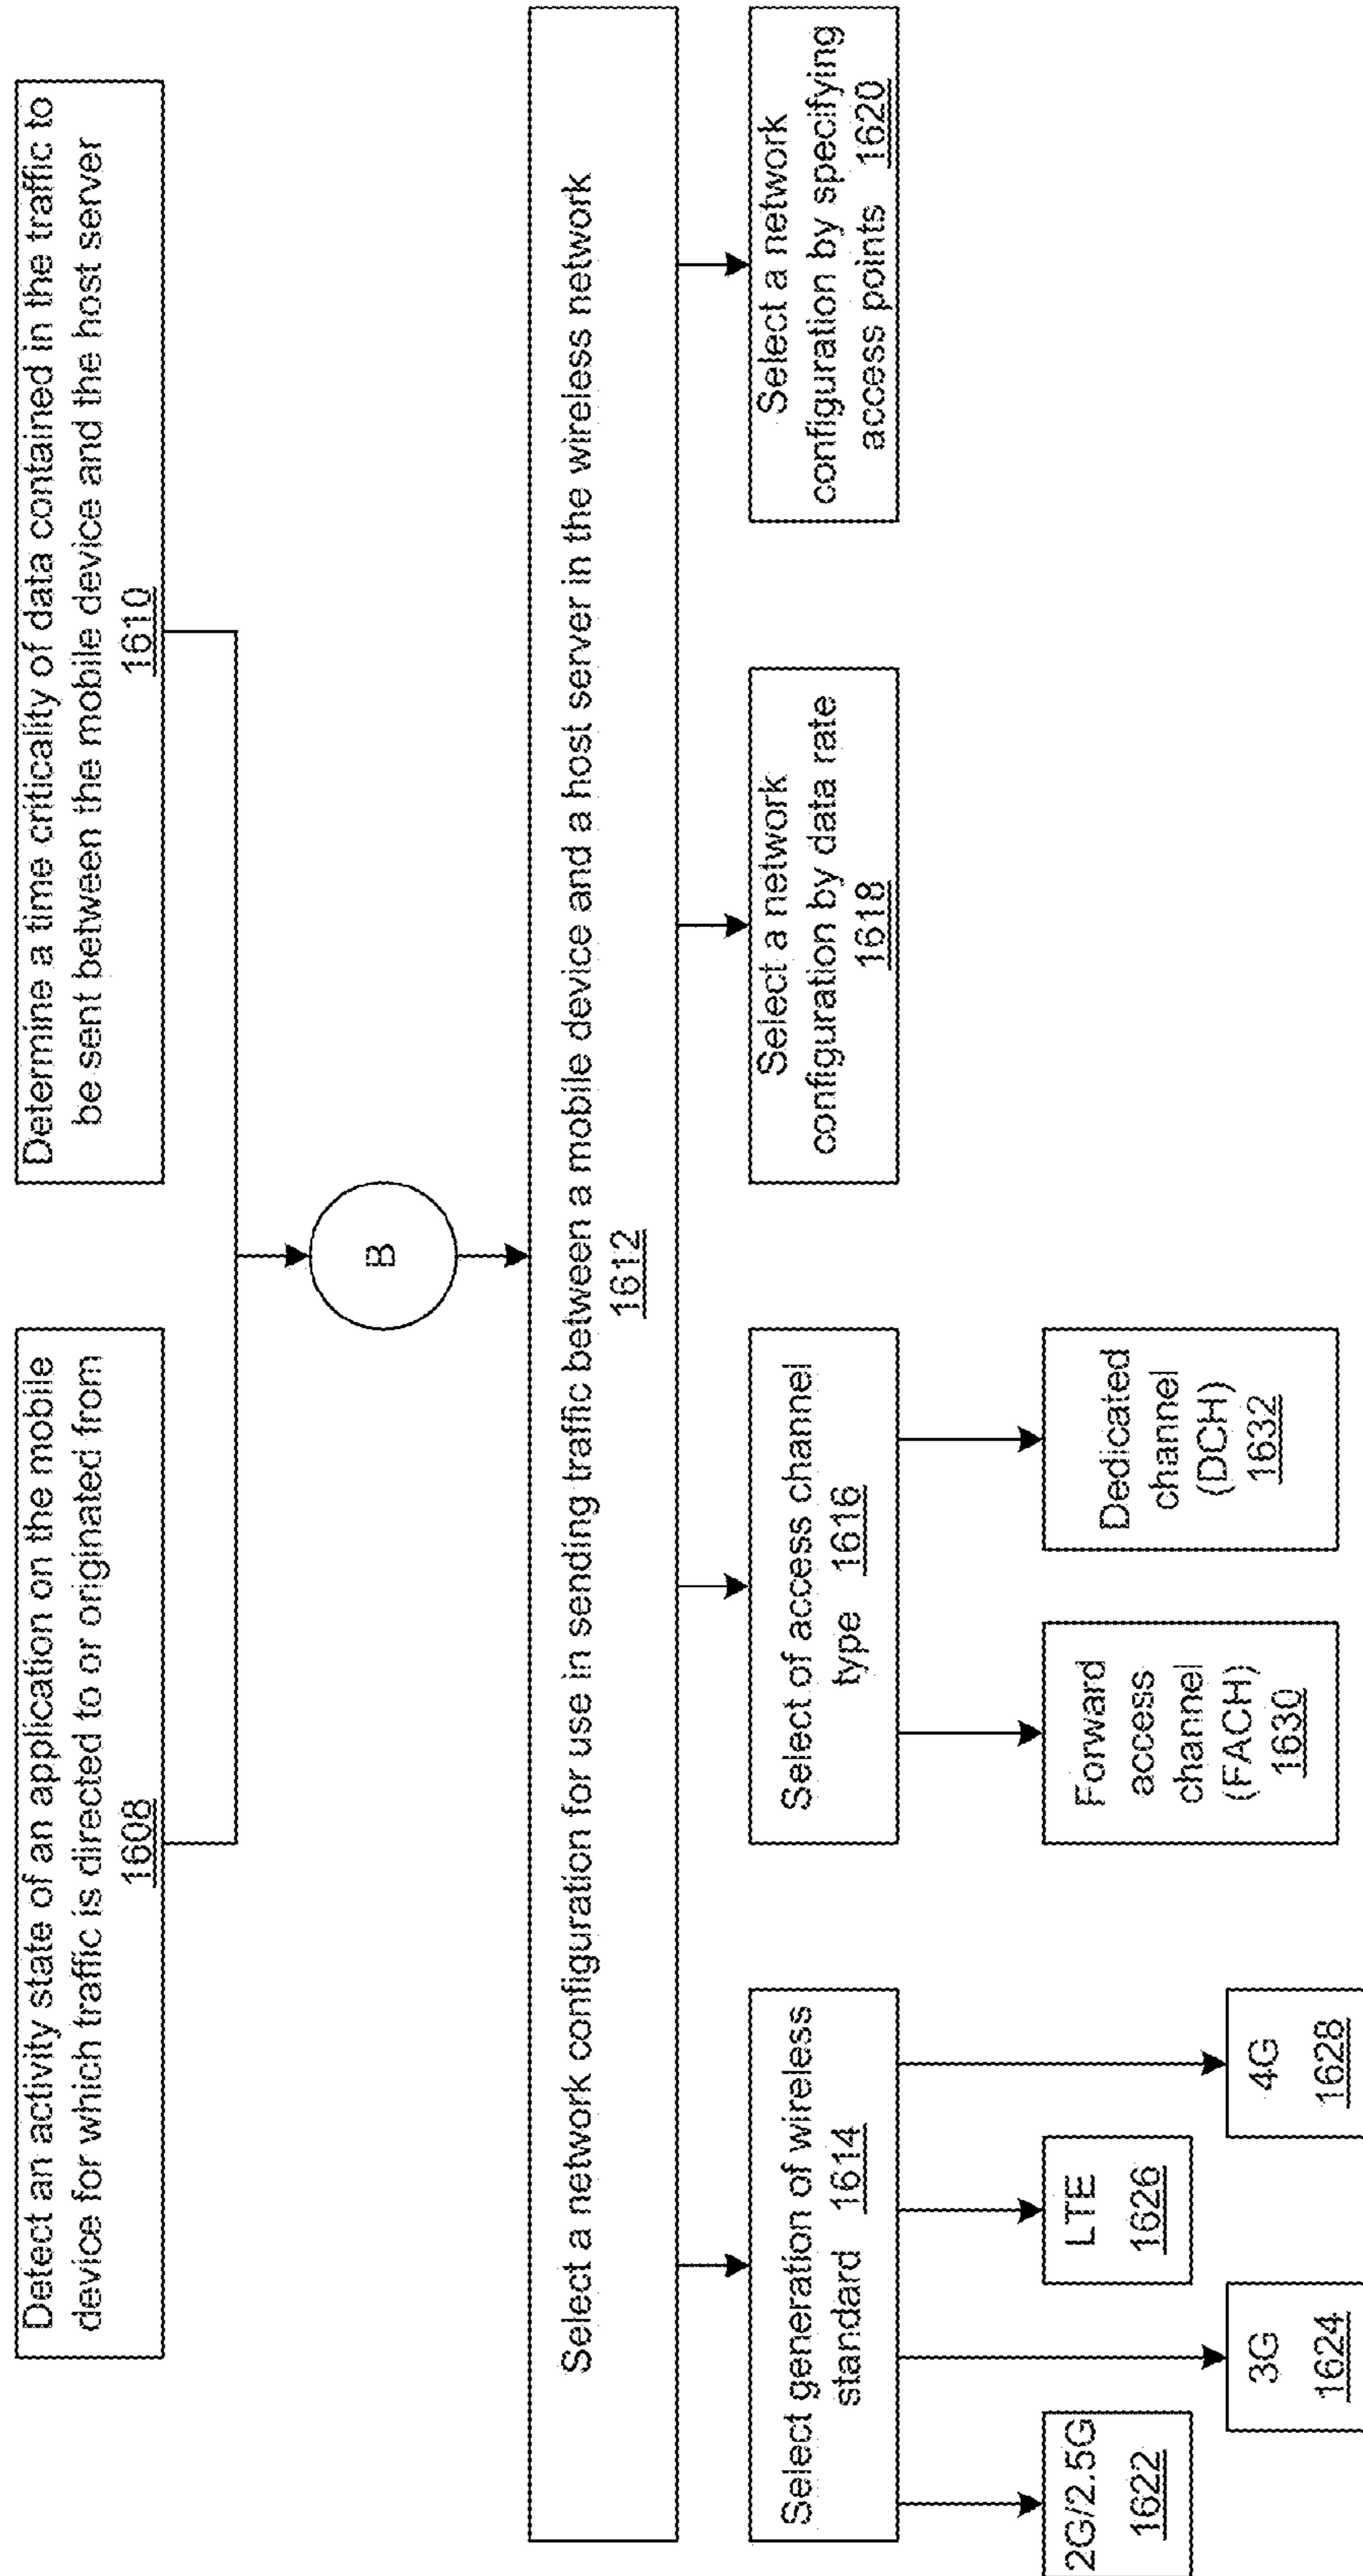 Detect an activity state of an application on the mobile
device for which traffic is directed to or originated from
1608
Determine a time criticality of data contained in the traffic to
be sent between the mobile device and the host server
1610
B
Select a network configuration for use in sending traffic between a mobile device and a host server in the wireless network
1612
Select generation of wireless
standard 1614
Select of access channel
type 1616
Select a network
configuration by data rate
1618
Select a network
configuration by specifying
access points 1620
2G/2.5G
1622
3G
1624
LTE
1626
4G
1628
Forward
access
channel
(FACH)
1630
Dedicated
channel
(DCH)
1632